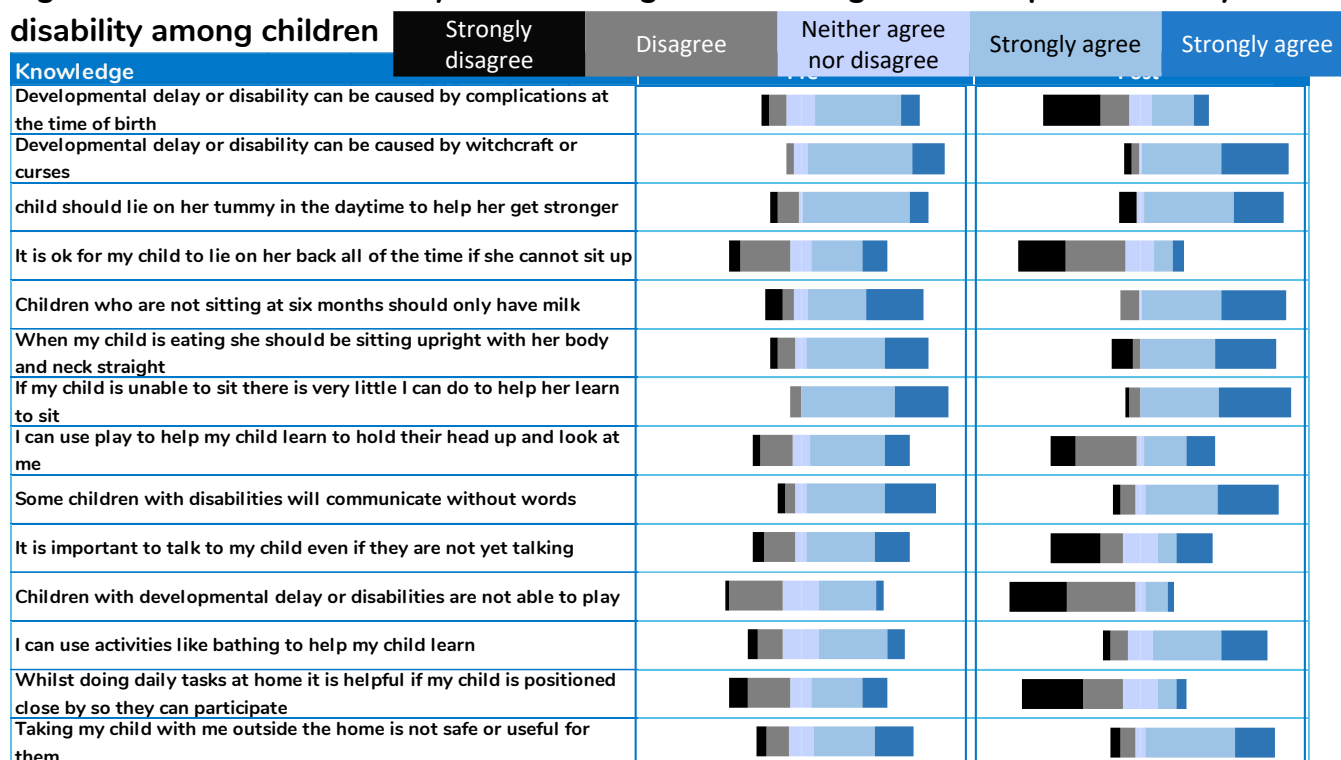 disability among children
Strongly
disagree
Disagree
Neither agree
nor disagree
Strongly agree
Strongly agree
Knowledge
Developmental delay or disability can be caused by complications at
the time of birth
Developmental delay or disability can be caused by witchcraft or
curses
child should lie on her tummy in the daytime to help her get stronger
It is ok for my child to lie on her back all of the time if she cannot sit up
Children who are not sitting at six months should only have milk
When my child is eating she should be sitting upright with her body
and neck straight
If my child is unable to sit there is very little I can do to help her learn
to sit
I can use play to help my child learn to hold their head up and look at
me
Some children with disabilities will communicate without words
It is important to talk to my child even if they are not yet talking
Children with developmental delay or disabilities are not able to play
I can use activities like bathing to help my child learn
Whilst doing daily tasks at home it is helpful if my child is positioned
close by so they can participate
Taking my child with me outside the home is not safe or useful for
them